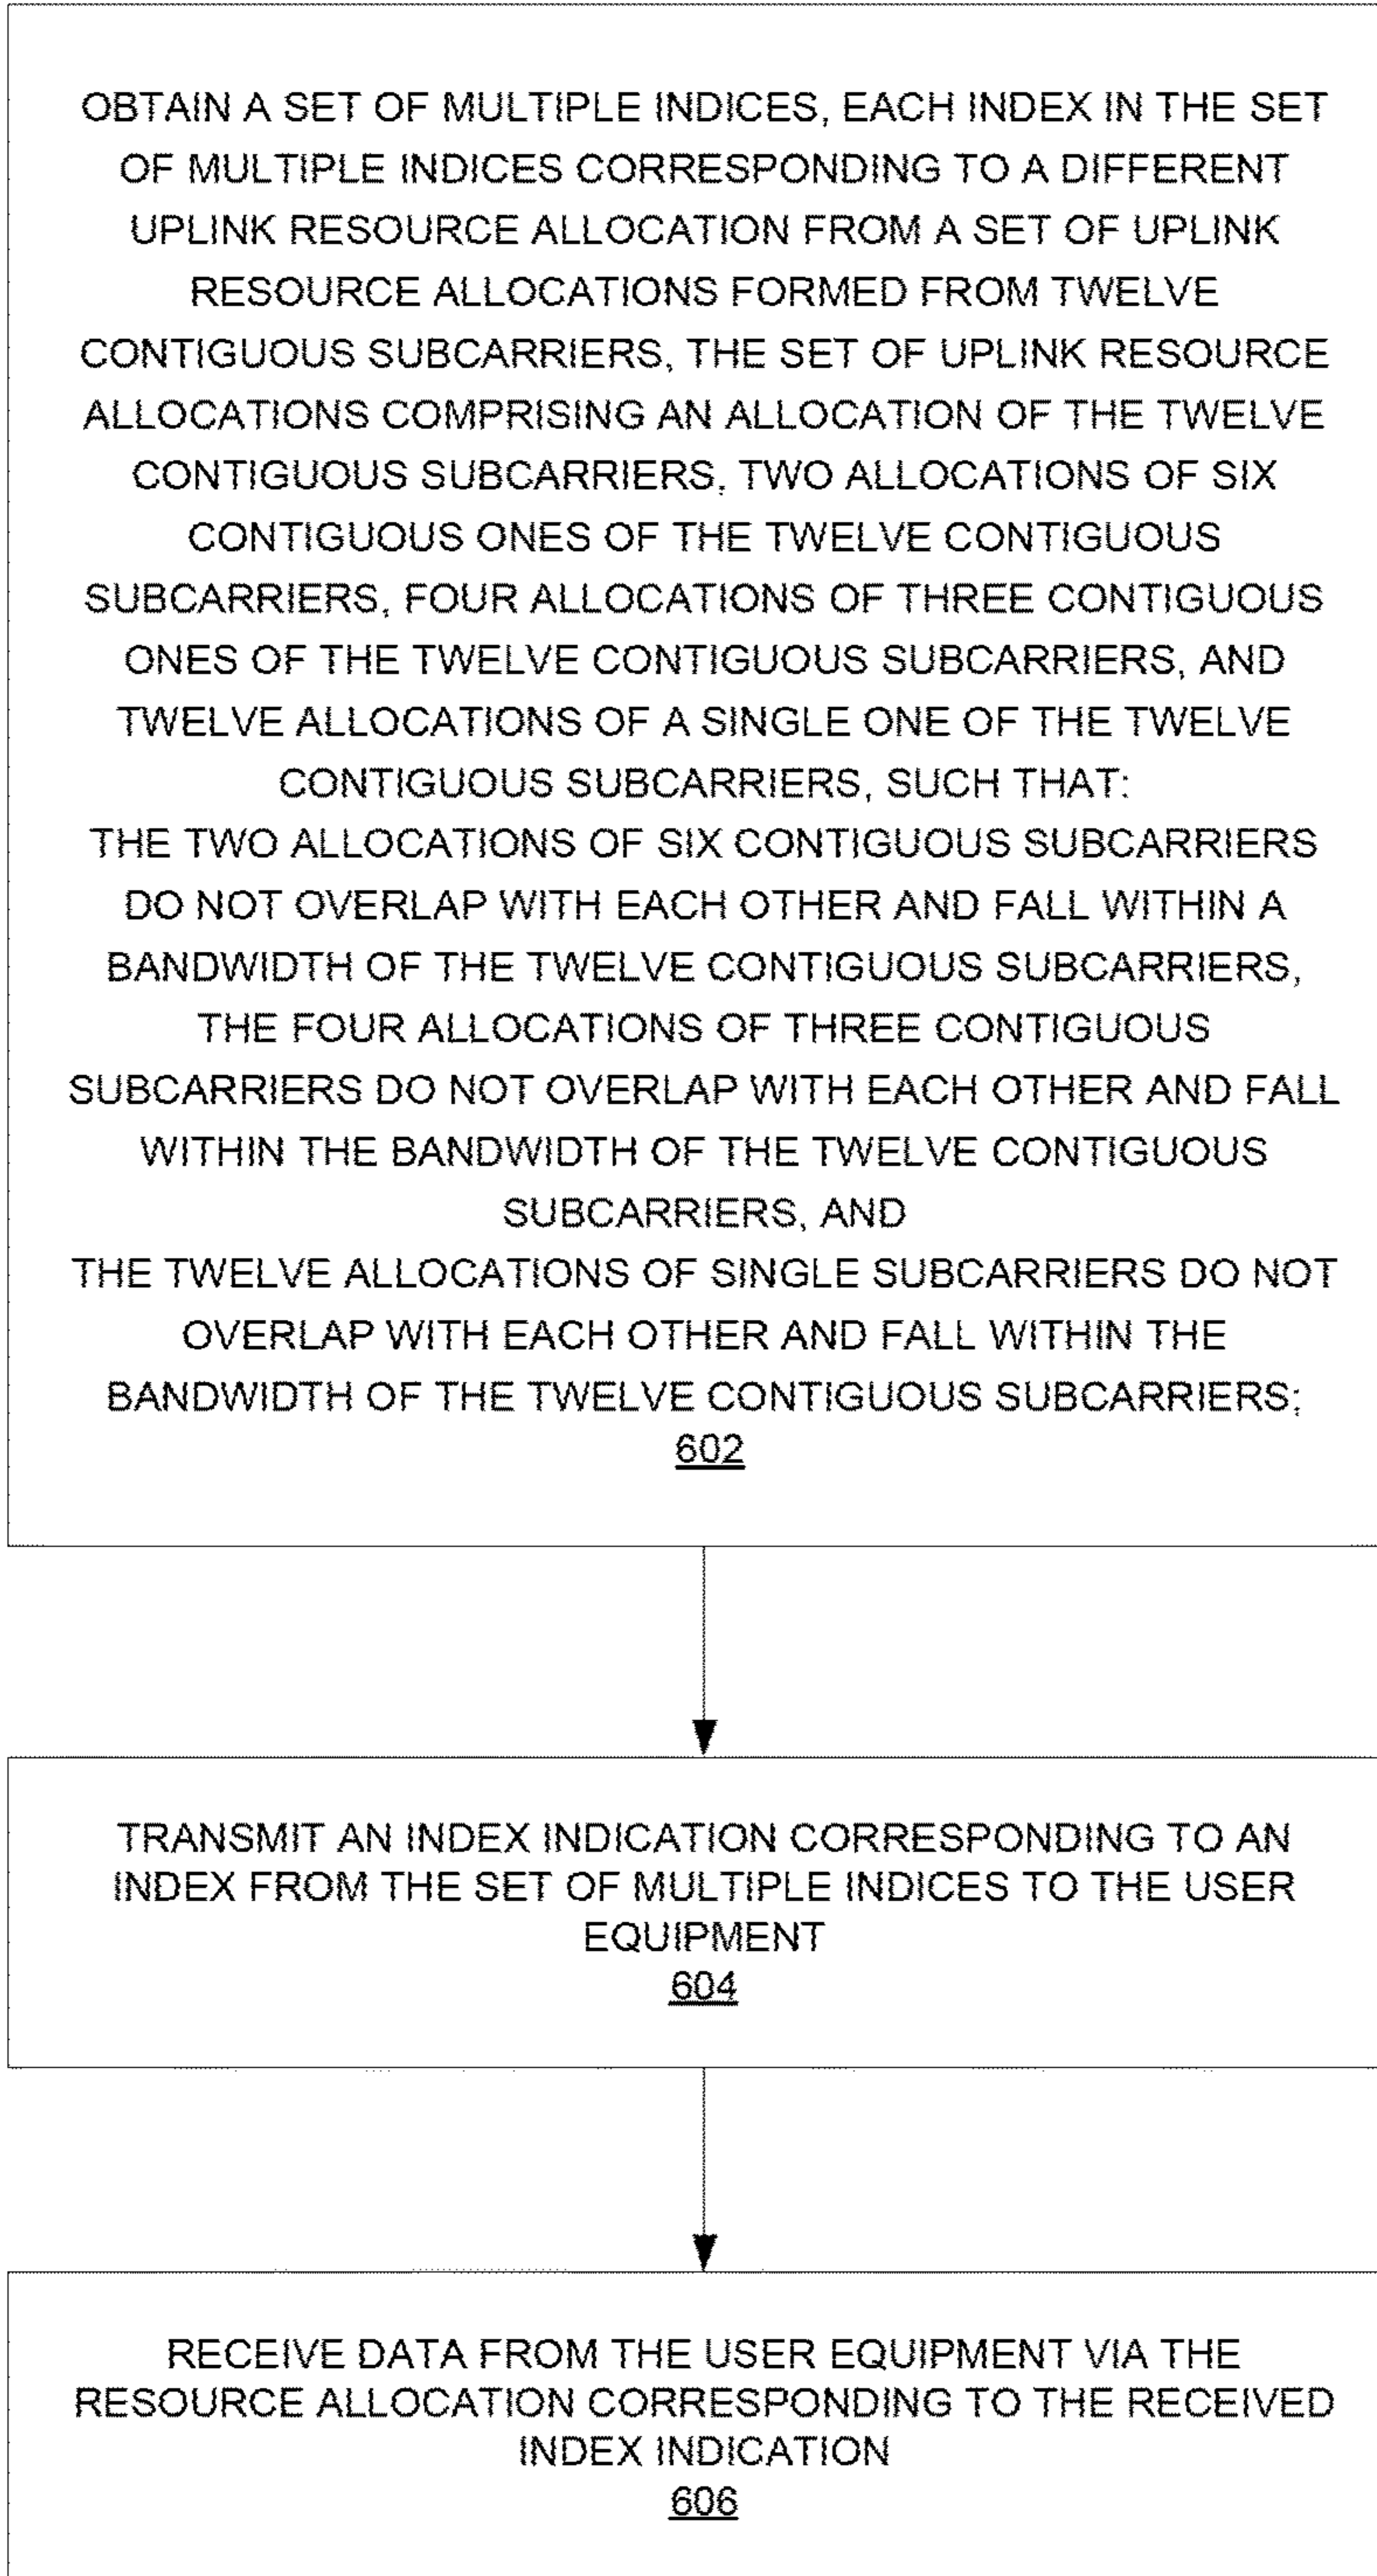 OBTAIN A SET OF MULTIPLE INDICES, EACH INDEX IN THE SET
OF MULTIPLE INDICES CORRESPONDING TO A DIFFERENT
UPLINK RESOURCE ALLOCATION FROM A SET OF UPLINK
RESOURCE ALLOCATIONS FORMED FROM TWELVE
CONTIGUOUS SUBCARRIERS, THE SET OF UPLINK RESOURCE
ALLOCATIONS COMPRISING AN ALLOCATION OF THE TWELVE
CONTIGUOUS SUBCARRIERS, TWO ALLOCATIONS OF SIX
CONTIGUOUS ONES OF THE TWELVE CONTIGUOUS
SUBCARRIERS, FOUR ALLOCATIONS OF THREE CONTIGUOUS
ONES OF THE TWELVE CONTIGUOUS SUBCARRIERS, AND
TWELVE ALLOCATIONS OF A SINGLE ONE OF THE TWELVE
CONTIGUOUS SUBCARRIERS, SUCH THAT:
THE TWO ALLOCATIONS OF SIX CONTIGUOUS SUBCARRIERS
DO NOT OVERLAP WITH EACH OTHER AND FALL WITHIN A
BANDWIDTH OF THE TWELVE CONTIGUOUS SUBCARRIERS,
THE FOUR ALLOCATIONS OF THREE CONTIGUOUS
SUBCARRIERS DO NOT OVERLAP WITH EACH OTHER AND FALL
WITHIN THE BANDWIDTH OF THE TWELVE CONTIGUOUS
SUBCARRIERS, AND
THE TWELVE ALLOCATIONS OF SINGLE SUBCARRIERS DO NOT
OVERLAP WITH EACH OTHER AND FALL WITHIN THE
BANDWIDTH OF THE TWELVE CONTIGUOUS SUBCARRIERS;
602
TRANSMIT AN INDEX INDICATION CORRESPONDING TO AN
INDEX FROM THE SET OF MULTIPLE INDICES TO THE USER
EQUIPMENT
604
RECEIVE DATA FROM THE USER EQUIPMENT VIA THE
RESOURCE ALLOCATION CORRESPONDING TO THE RECEIVED
INDEX INDICATION
606